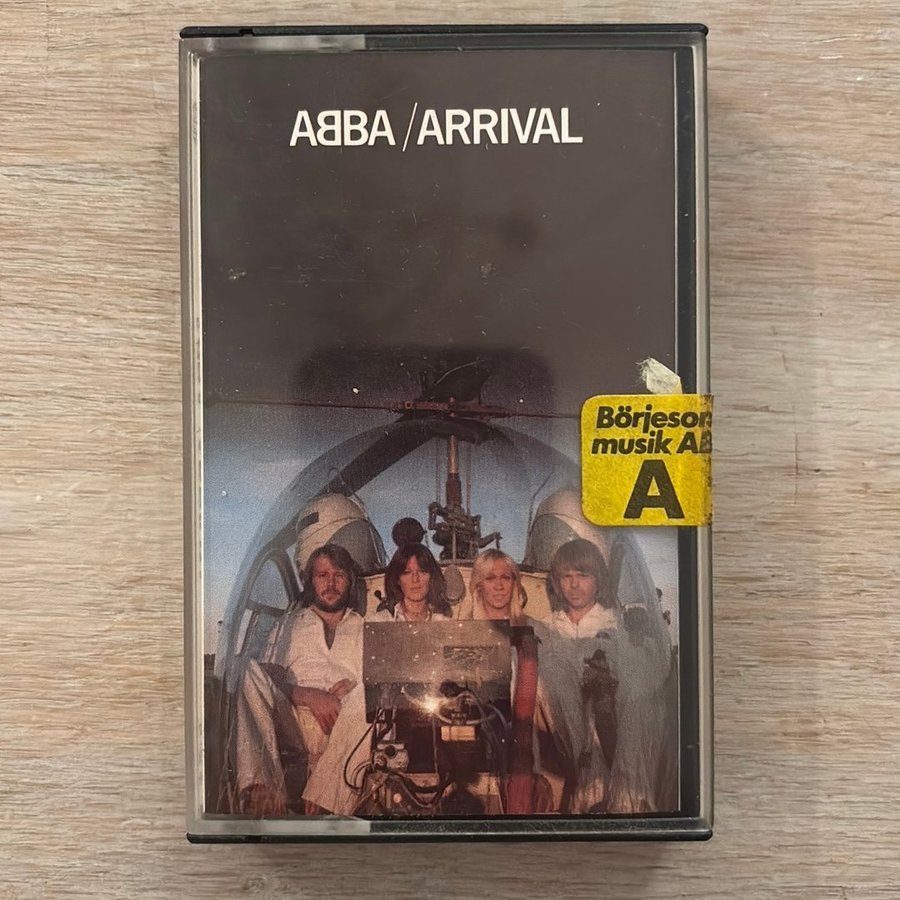 ABBA/ARRIVAL
Börjeson
musik AB
A